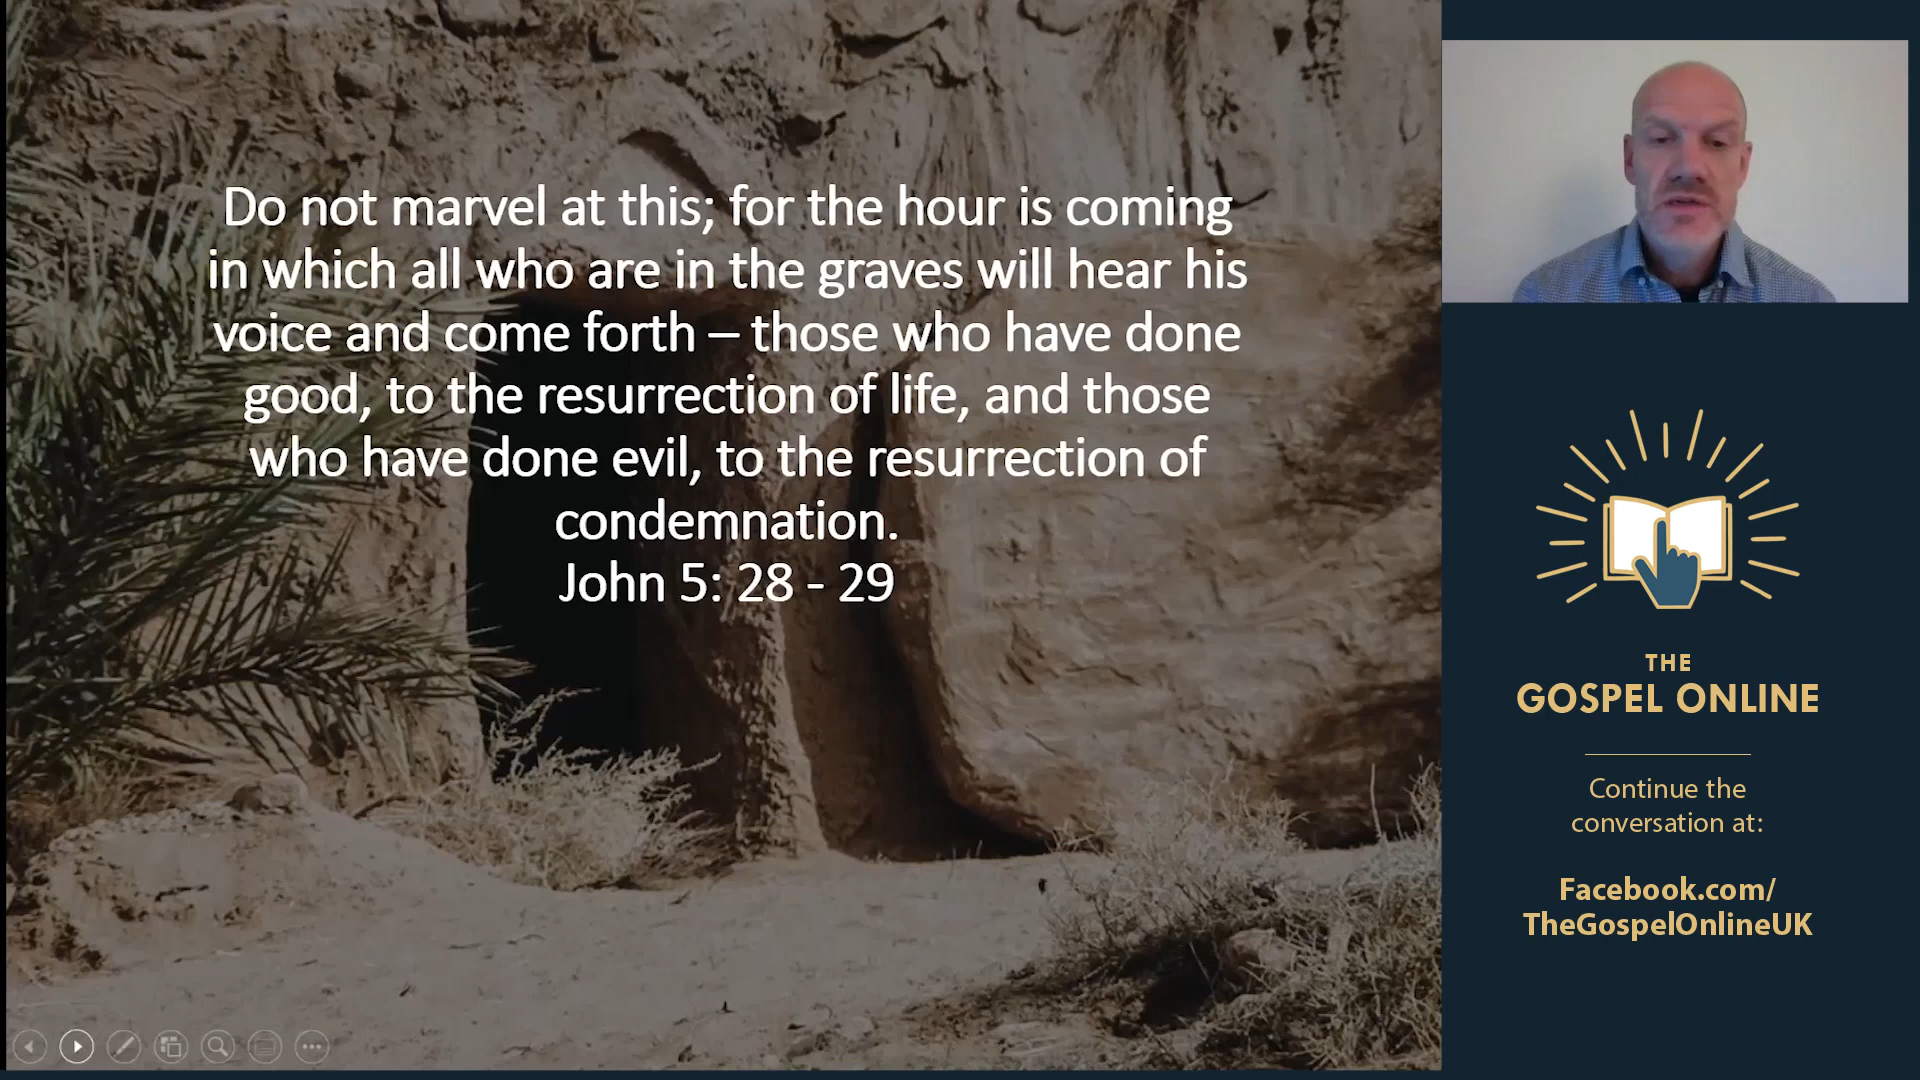 Do not marvel at this; for the hour is coming
in which all who are in the graves will hear his
voice and come forth – those who have done
good, to the resurrection of life, and those
who have done evil, to the resurrection of
condemnation.
John 5: 28 - 29
THE
GOSPEL ONLINE
Continue the
conversation at:
Facebook.com/
TheGospelOnlineUK